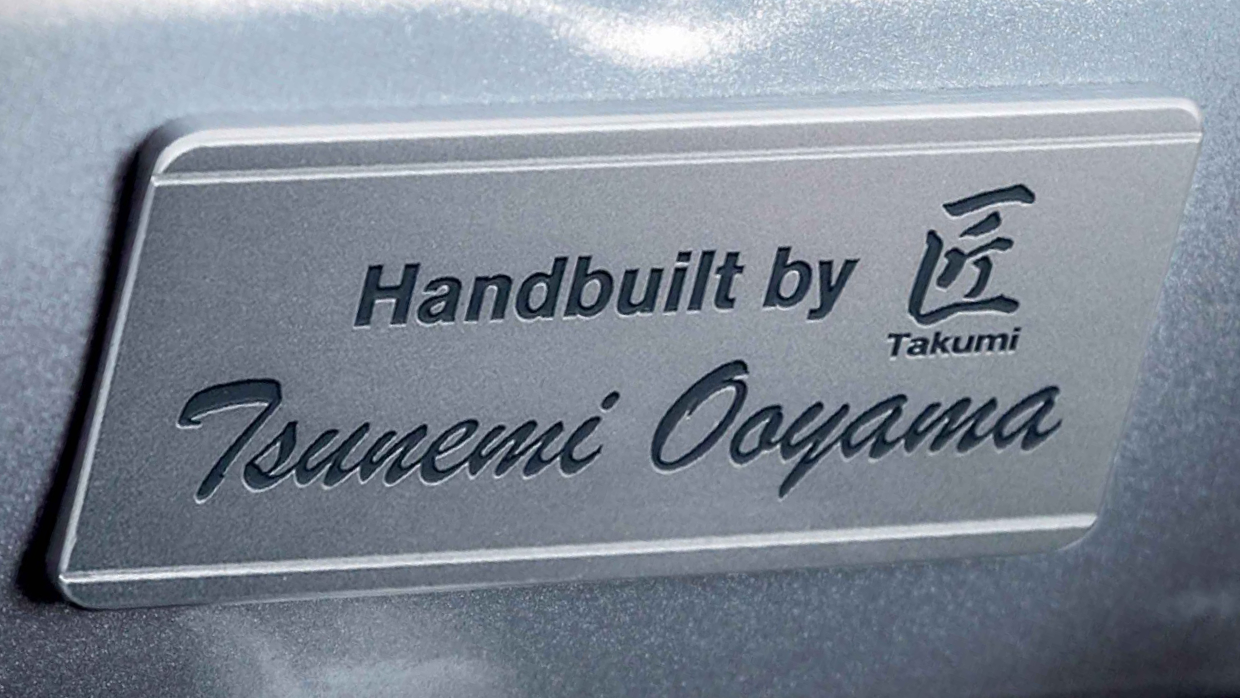 Handbuilt by 匠
Takumi
Tsunemi Ooyama